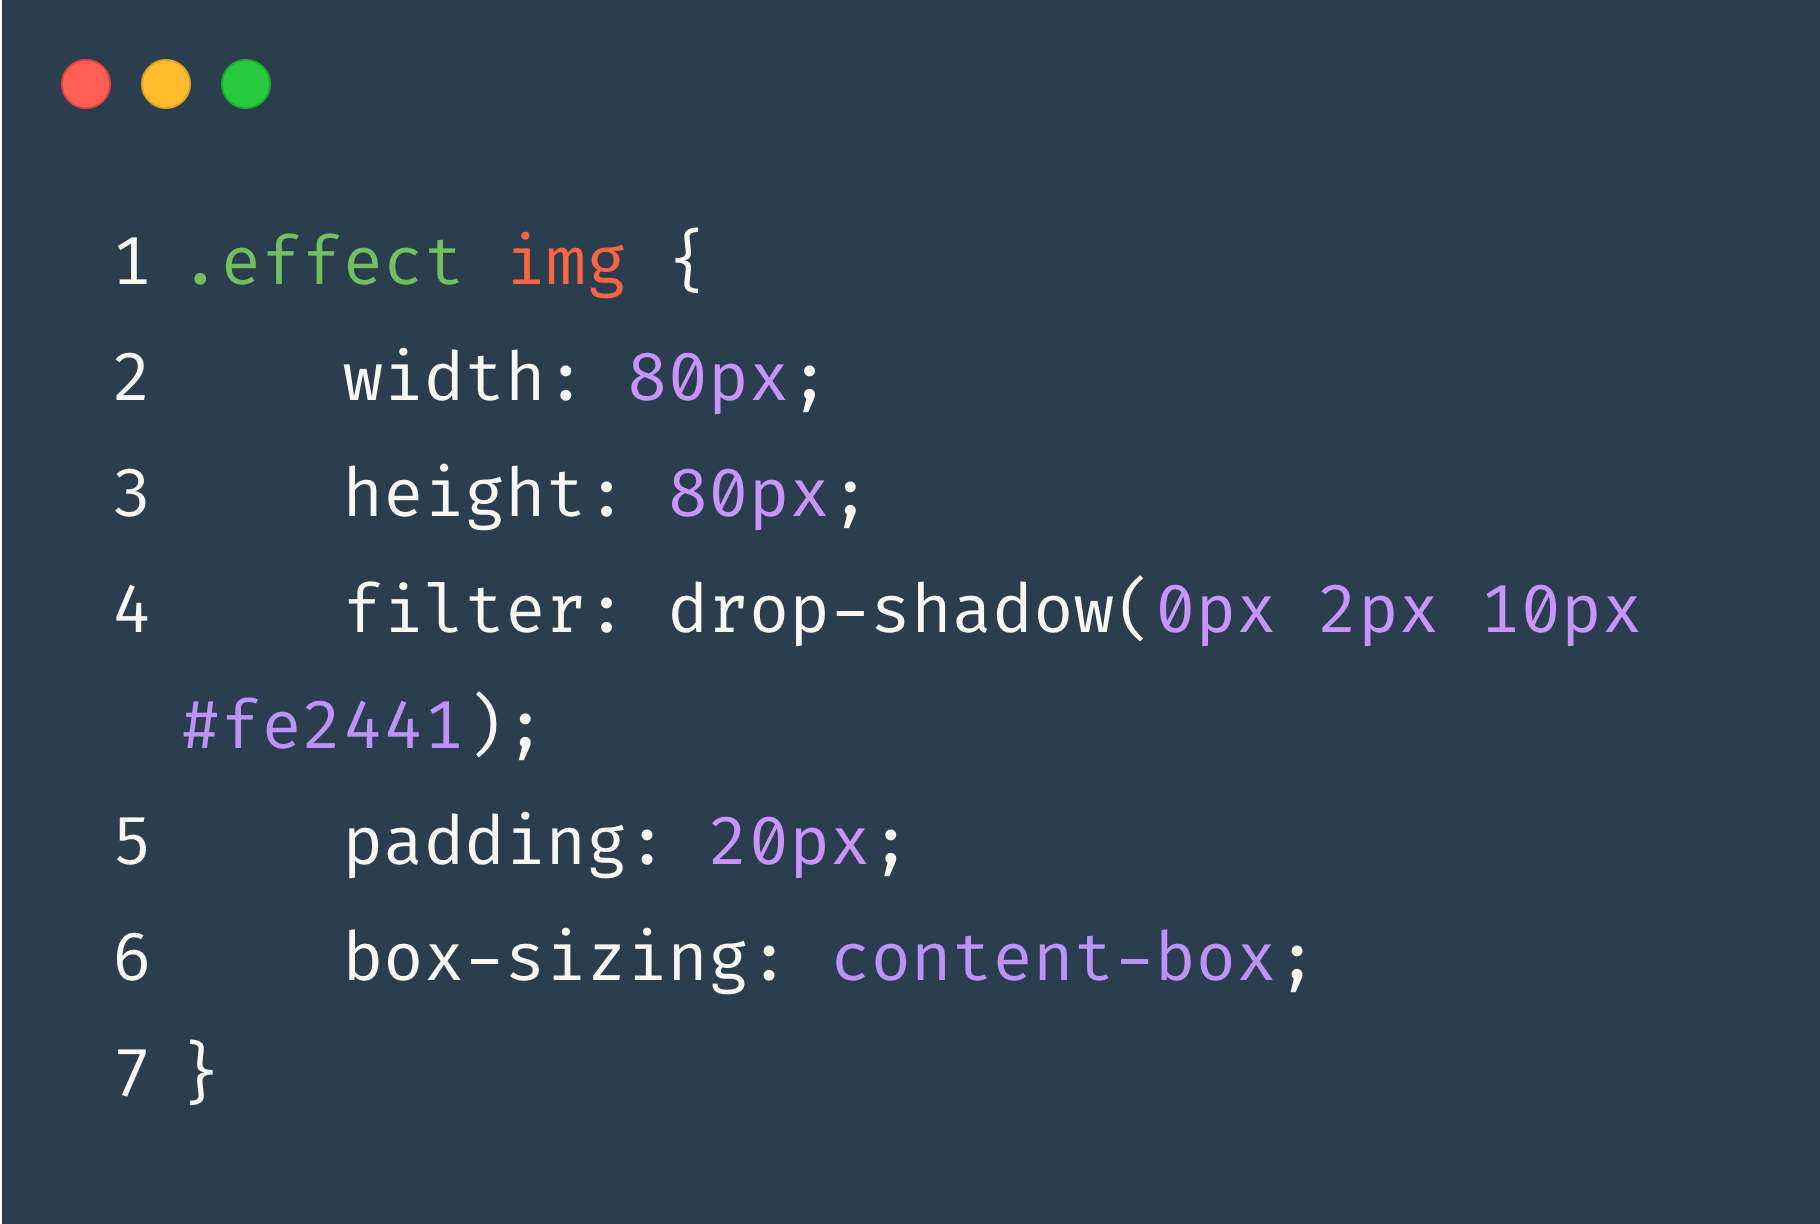 1 .effect img {
2     width: 80px;
3     height: 80px;
4     filter: drop-shadow(0px 2px 10px
#fe2441);
5     padding: 20px;
6     box-sizing: content-box;
7 }